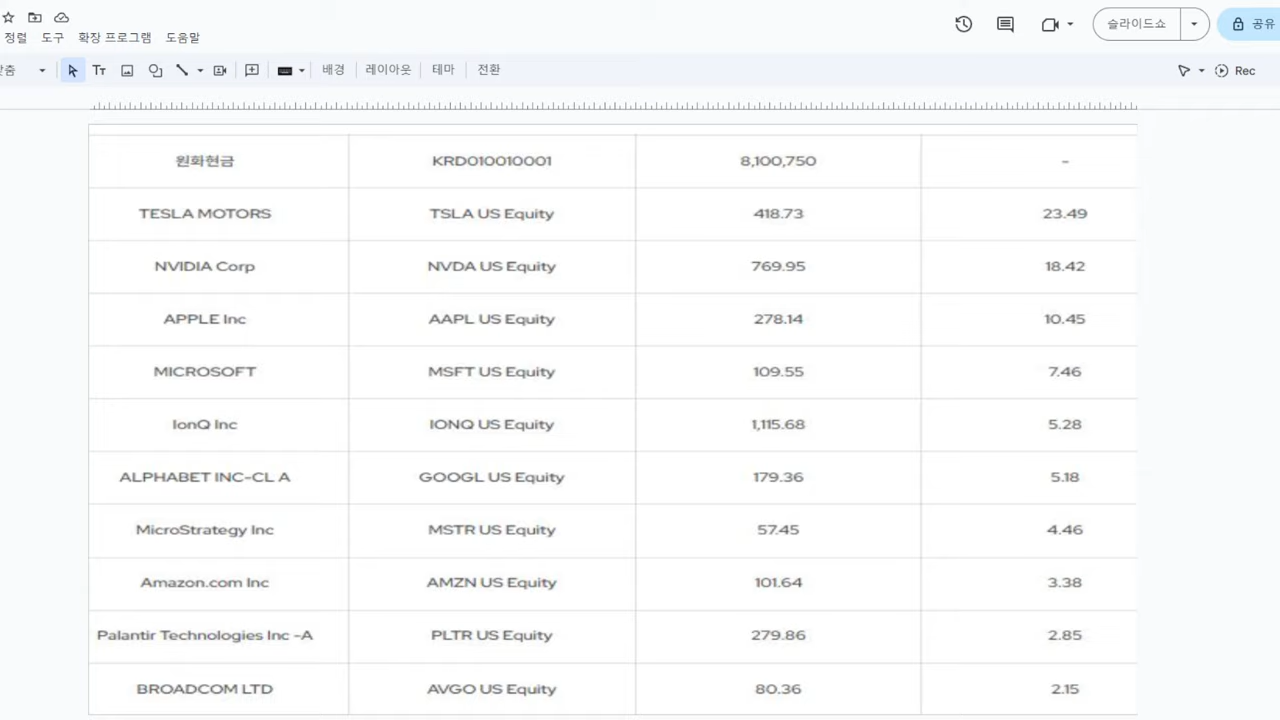 정렬 도구 확장 프로그램 도움말
슬라이드쇼 공유
배경 레이아웃 테마 전환 Rec
원화현금 KRD010010001 8,100,750 -
TESLA MOTORS TSLA US Equity 418.73 23.49
NVIDIA Corp NVDA US Equity 769.95 18.42
APPLE Inc AAPL US Equity 278.14 10.45
MICROSOFT MSFT US Equity 109.55 7.46
IonQ Inc IONQ US Equity 1,115.68 5.28
ALPHABET INC-CL A GOOGL US Equity 179.36 5.18
MicroStrategy Inc MSTR US Equity 57.45 4.46
Amazon.com Inc AMZN US Equity 101.64 3.38
Palantir Technologies Inc -A PLTR US Equity 279.86 2.85
BROADCOM LTD AVGO US Equity 80.36 2.15